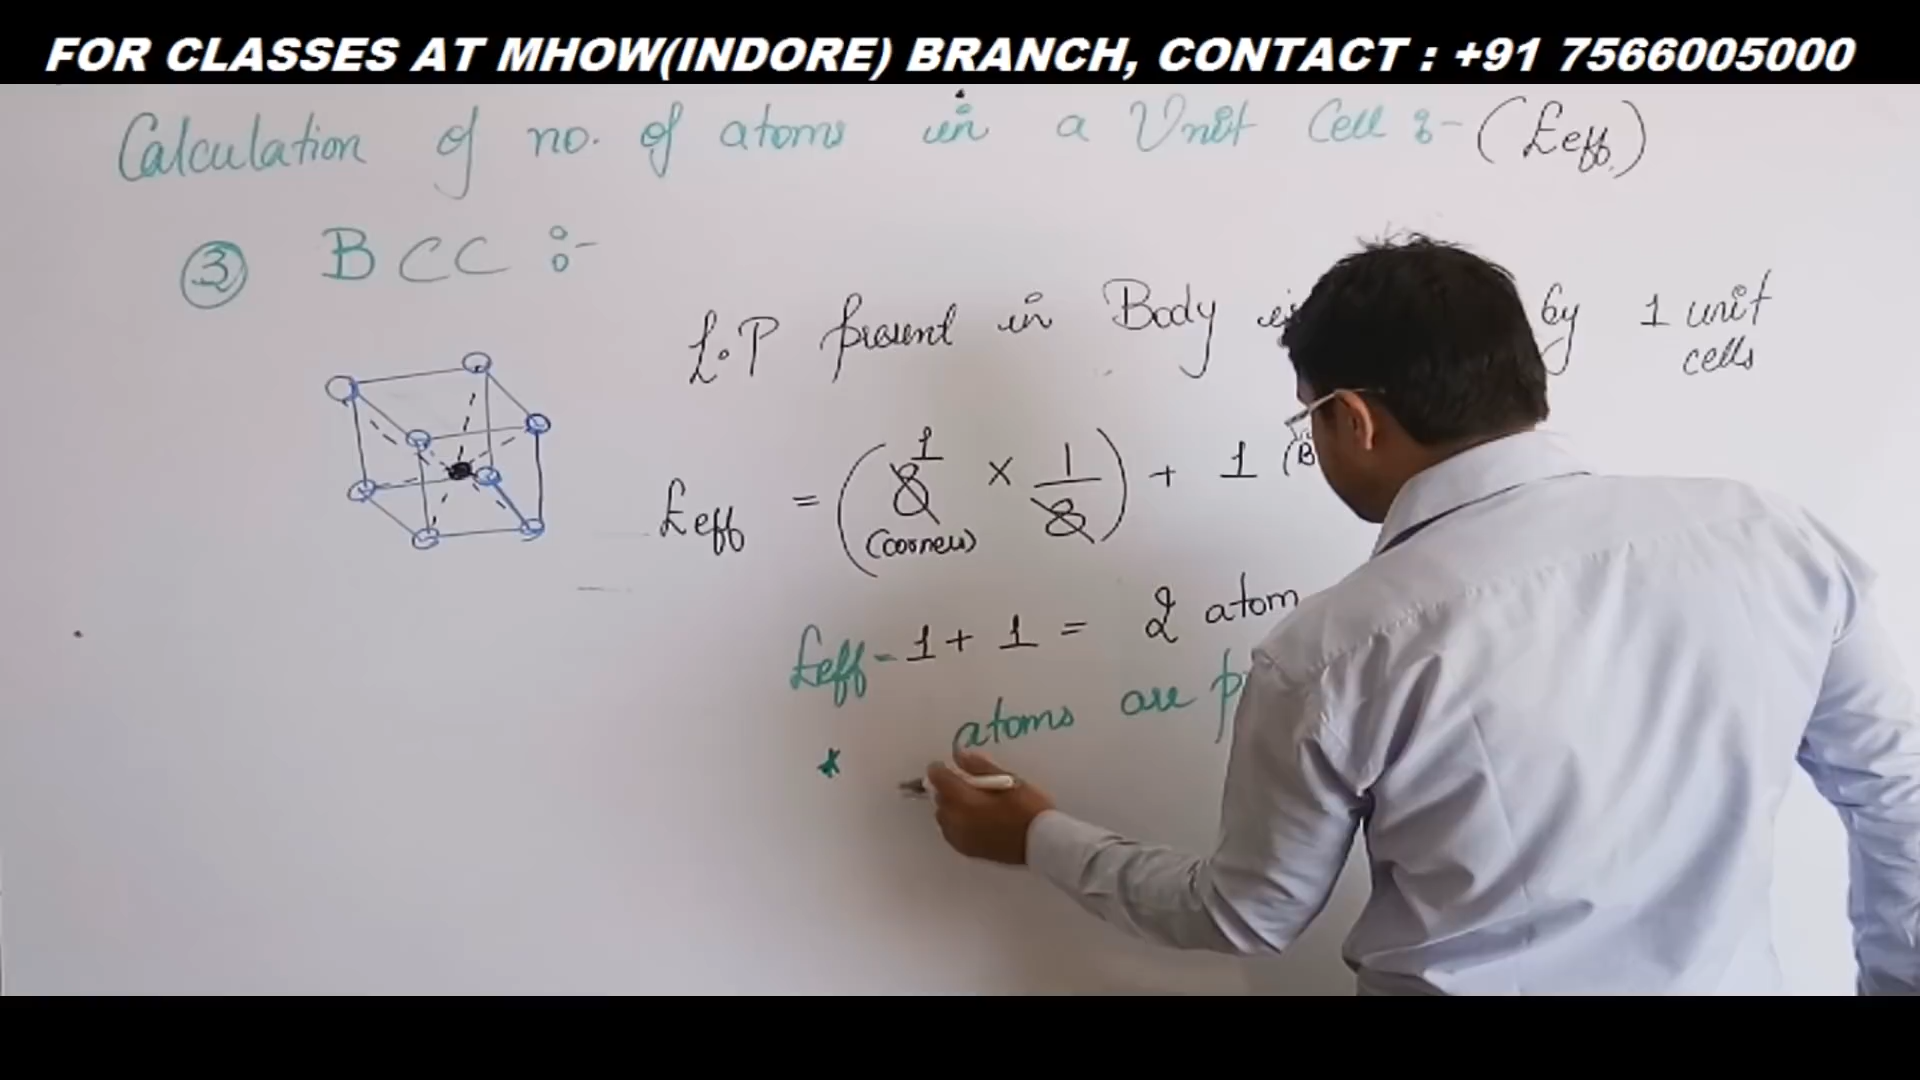 FOR CLASSES AT MHOW(INDORE) BRANCH, CONTACT : +91 7566005000
Calculation of no. of atoms in a Unit Cell :- (Zeff)
③ BCC :-
L.P present in Body is by 1 unit
cells
Zeff = (8 1 × 1/8) + 1 (B
(corners)
Zeff - 1 + 1 = 2 atom
atoms are p
*